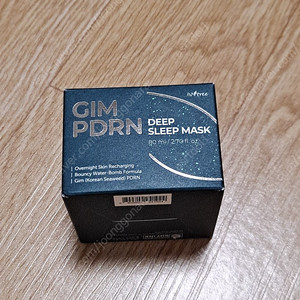 isntree
GIM
PDRN
DEEP
SLEEP MASK
80 ml / 2.70 fl. oz
• Overnight Skin Recharging
• Bouncy Water-Bomb Formula
• Gim (Korean Seaweed) PDRN